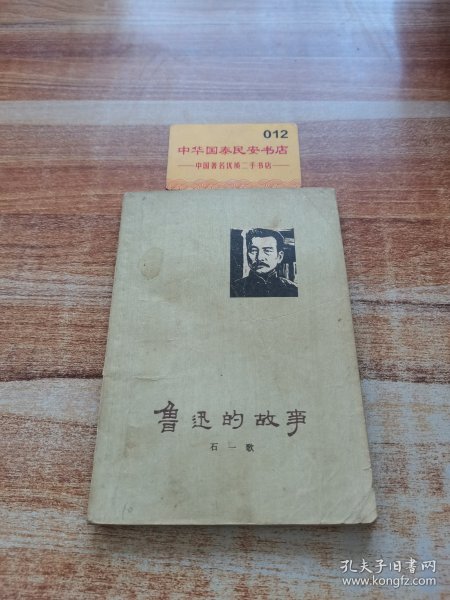 012
中华国泰民安书店
——中国著名优质二手书店——
鲁迅的故事
石一歌
10
孔夫子旧书网
www.kongfz.com